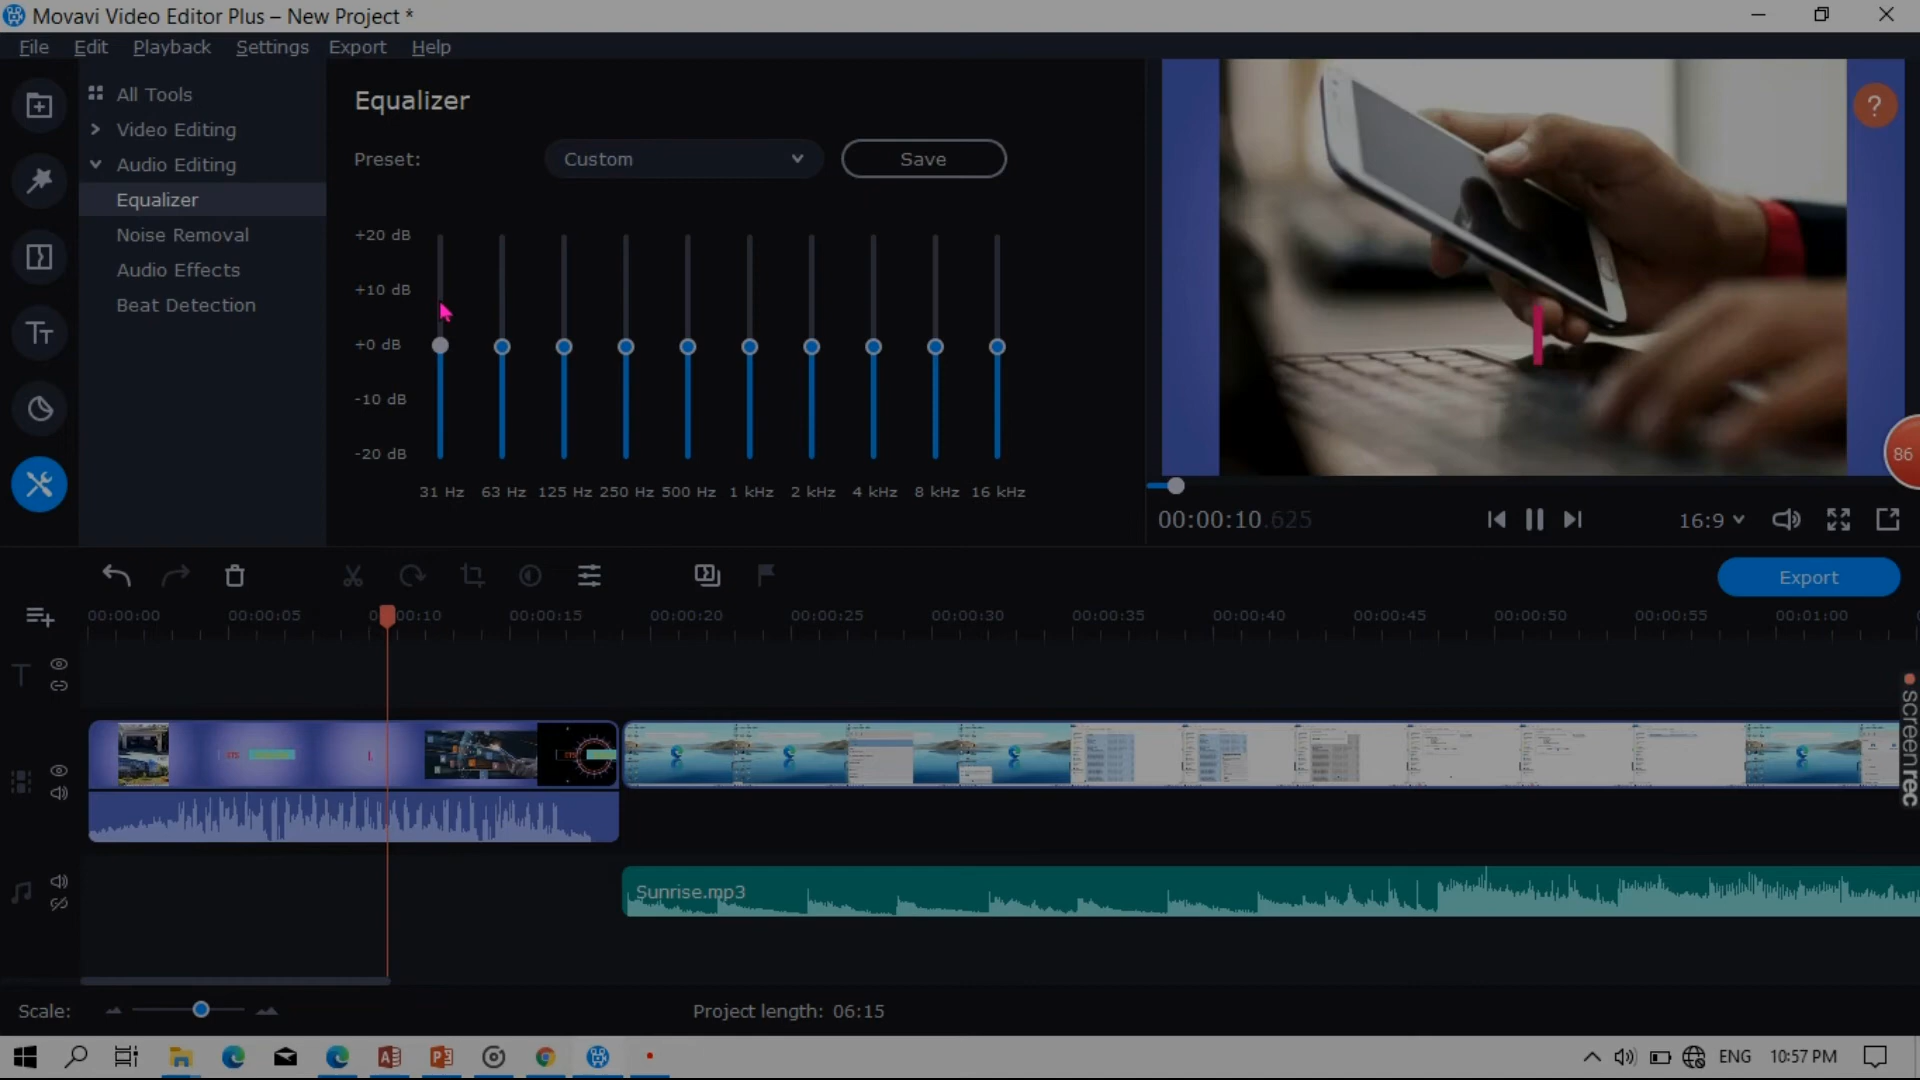 Movavi Video Editor Plus – New Project *
File Edit Playback Settings Export Help
All Tools
Video Editing
Audio Editing
Equalizer
Noise Removal
Audio Effects
Beat Detection
Equalizer
Preset: Custom Save
+20 dB
+10 dB
+0 dB
-10 dB
-20 dB
31 Hz 63 Hz 125 Hz 250 Hz 500 Hz 1 kHz 2 kHz 4 kHz 8 kHz 16 kHz
?
86
00:00:10.625
16:9
Export
00:00:00 00:00:05 00:00:10 00:00:15 00:00:20 00:00:25 00:00:30 00:00:35 00:00:40 00:00:45 00:00:50 00:00:55 00:01:00
screenrec
Sunrise.mp3
Scale:
Project length: 06:15
ENG 10:57 PM